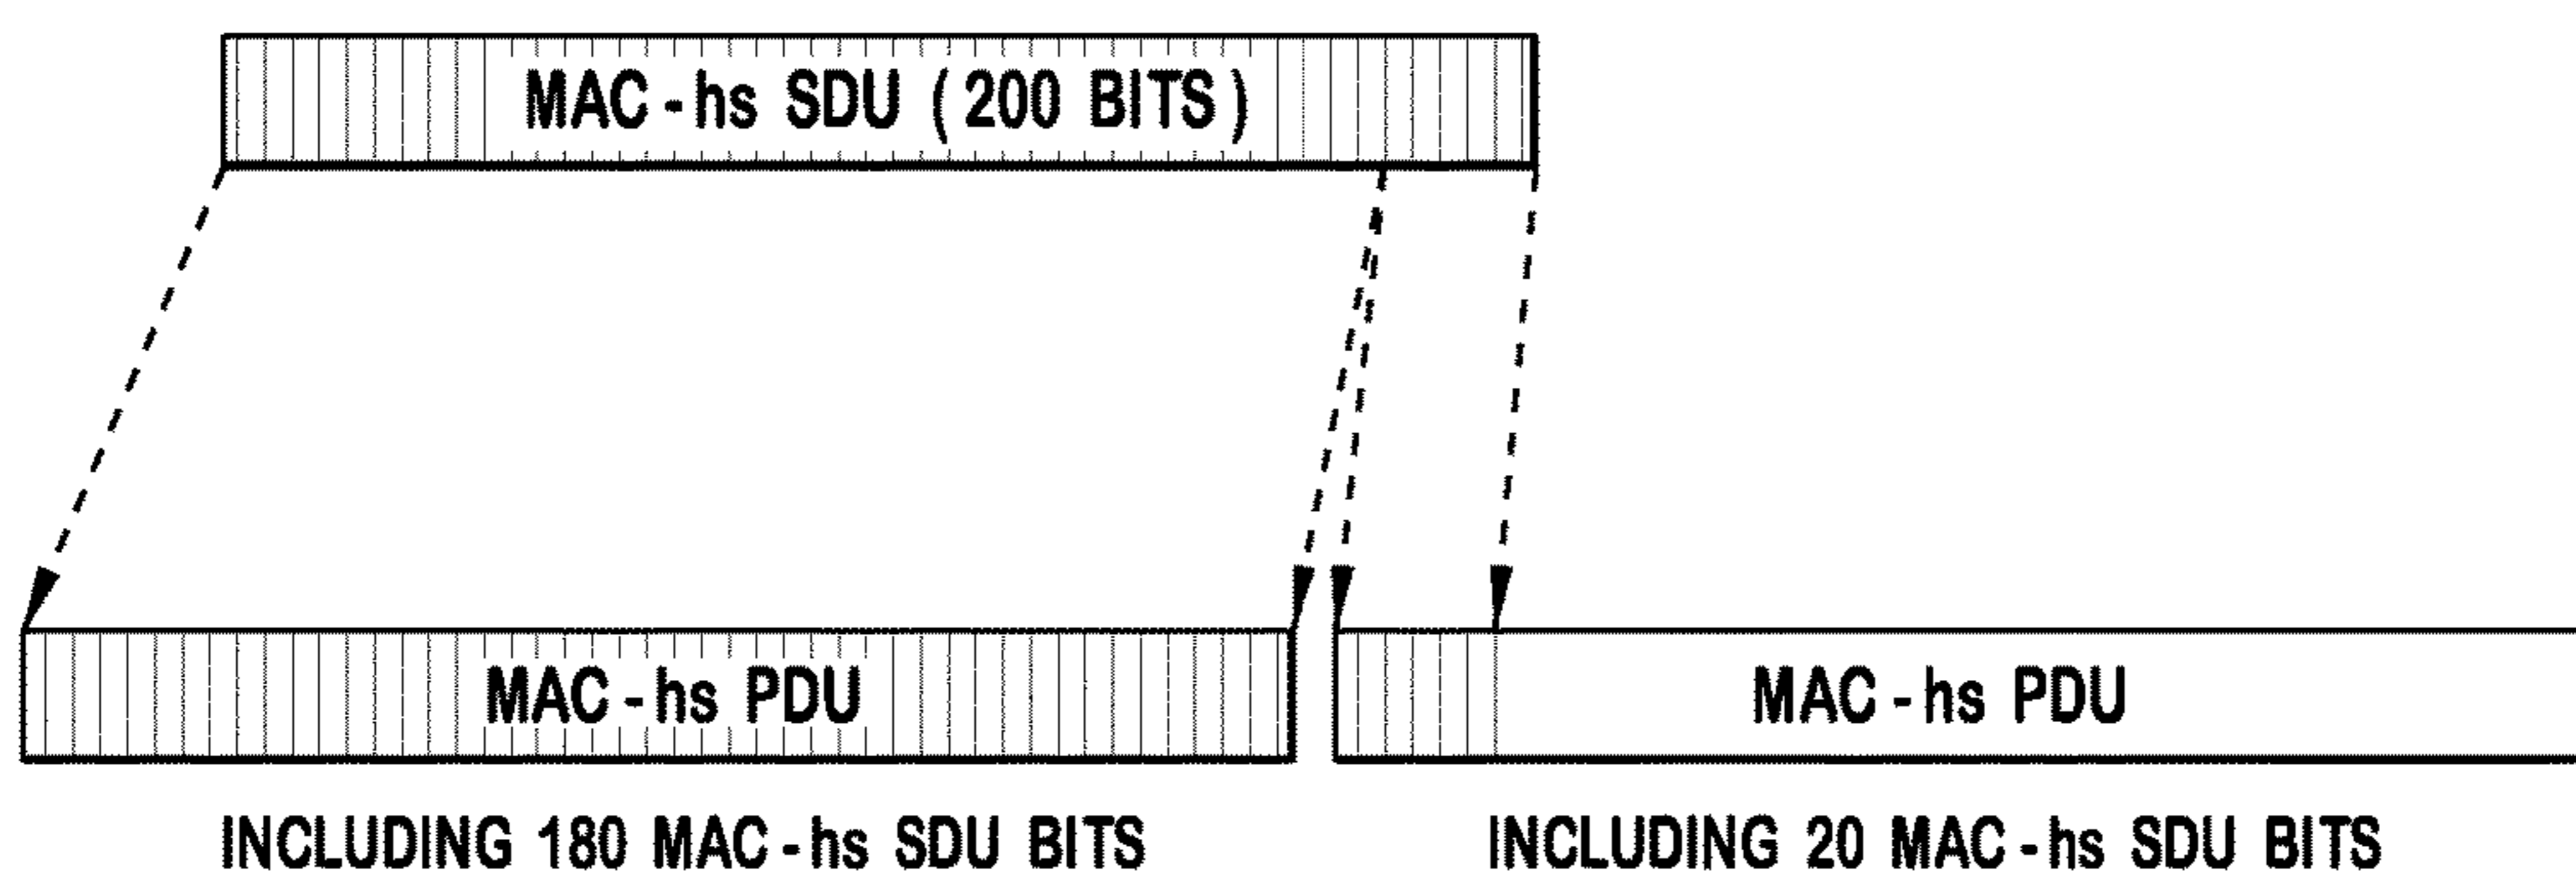 MAC-hs SDU (200 BITS)
MAC-hs PDU
MAC-hs PDU
INCLUDING 180 MAC-hs SDU BITS
INCLUDING 20 MAC-hs SDU BITS